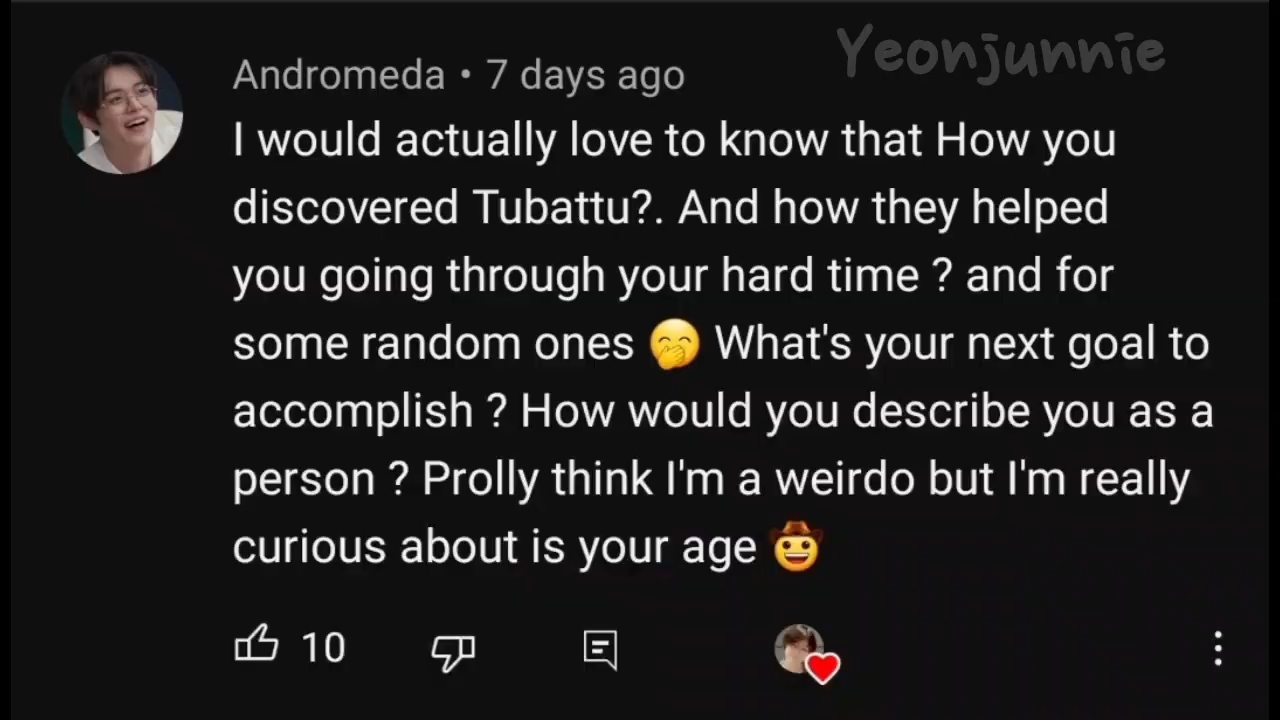 Yeonjunnie
Andromeda • 7 days ago
I would actually love to know that How you
discovered Tubattu?. And how they helped
you going through your hard time ? and for
some random ones 🤭 What's your next goal to
accomplish ? How would you describe you as a
person ? Prolly think I'm a weirdo but I'm really
curious about is your age 🤠
10